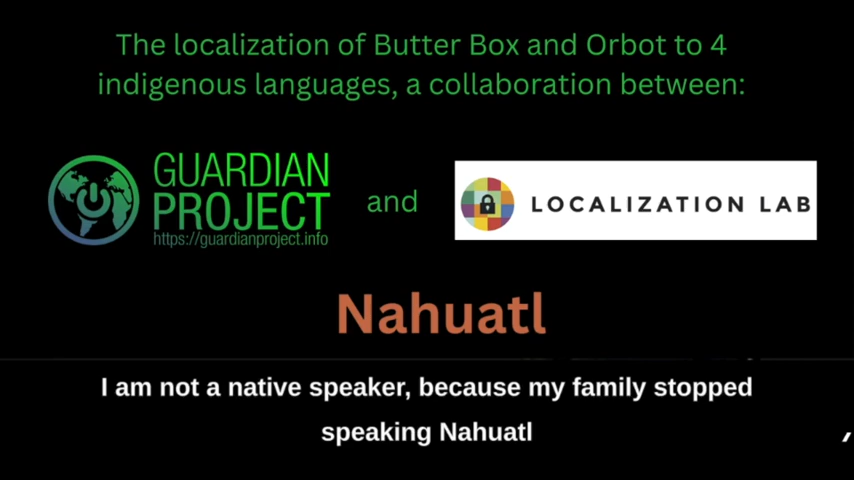 The localization of Butter Box and Orbot to 4
indigenous languages, a collaboration between:
GUARDIAN
PROJECT
https://guardianproject.info
and
LOCALIZATION LAB
Nahuatl
I am not a native speaker, because my family stopped
speaking Nahuatl